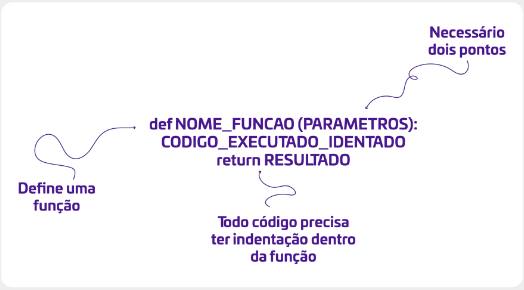 Necessário
dois pontos
def NOME_FUNCAO (PARAMETROS):
CODIGO_EXECUTADO_IDENTADO
return RESULTADO
Define uma
função
Todo código precisa
ter indentação dentro
da função